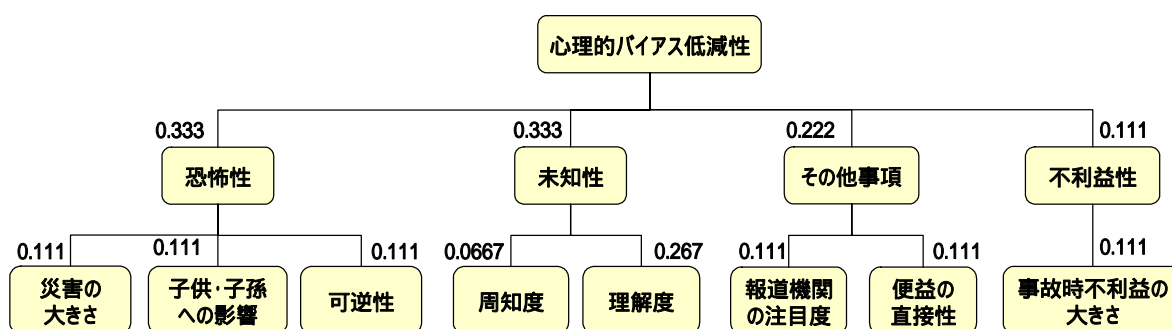 心理的バイアス低減性
0.333
0.333
0.222
0.111
恐怖性
未知性
その他事項
不利益性
0.111
0.111
0.111
0.0667
0.267
0.111
0.111
0.111
災害の
大きさ
子供･子孫
への影響
可逆性
周知度
理解度
報道機関
の注目度
便益の
直接性
事故時不利益の
大きさ